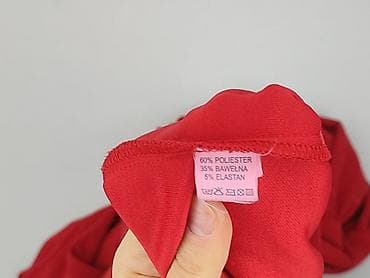 60% POLIESTER
35% BAWEŁNA
5% ELASTAN